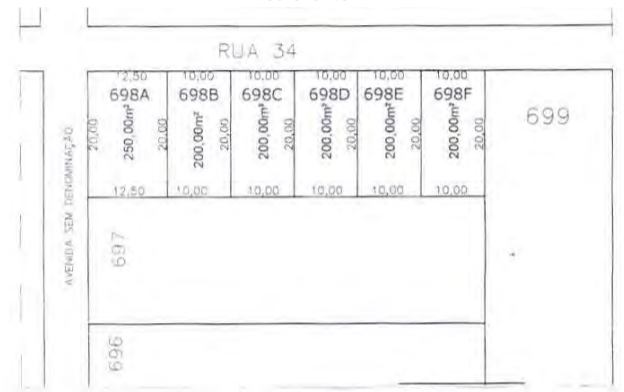 RUA 34
12,50 10,00 10,00 10,00 10,00 10,00
698A 698B 698C 698D 698E 698F
699
20,00 250,00m² 20,00 200,00m² 20,00 200,00m² 20,00 200,00m² 20,00 200,00m² 20,00 200,00m² 20,00
12,50 10,00 10,00 10,00 10,00 10,00
AVENIDA SEM DENOMINAÇÃO
697
696